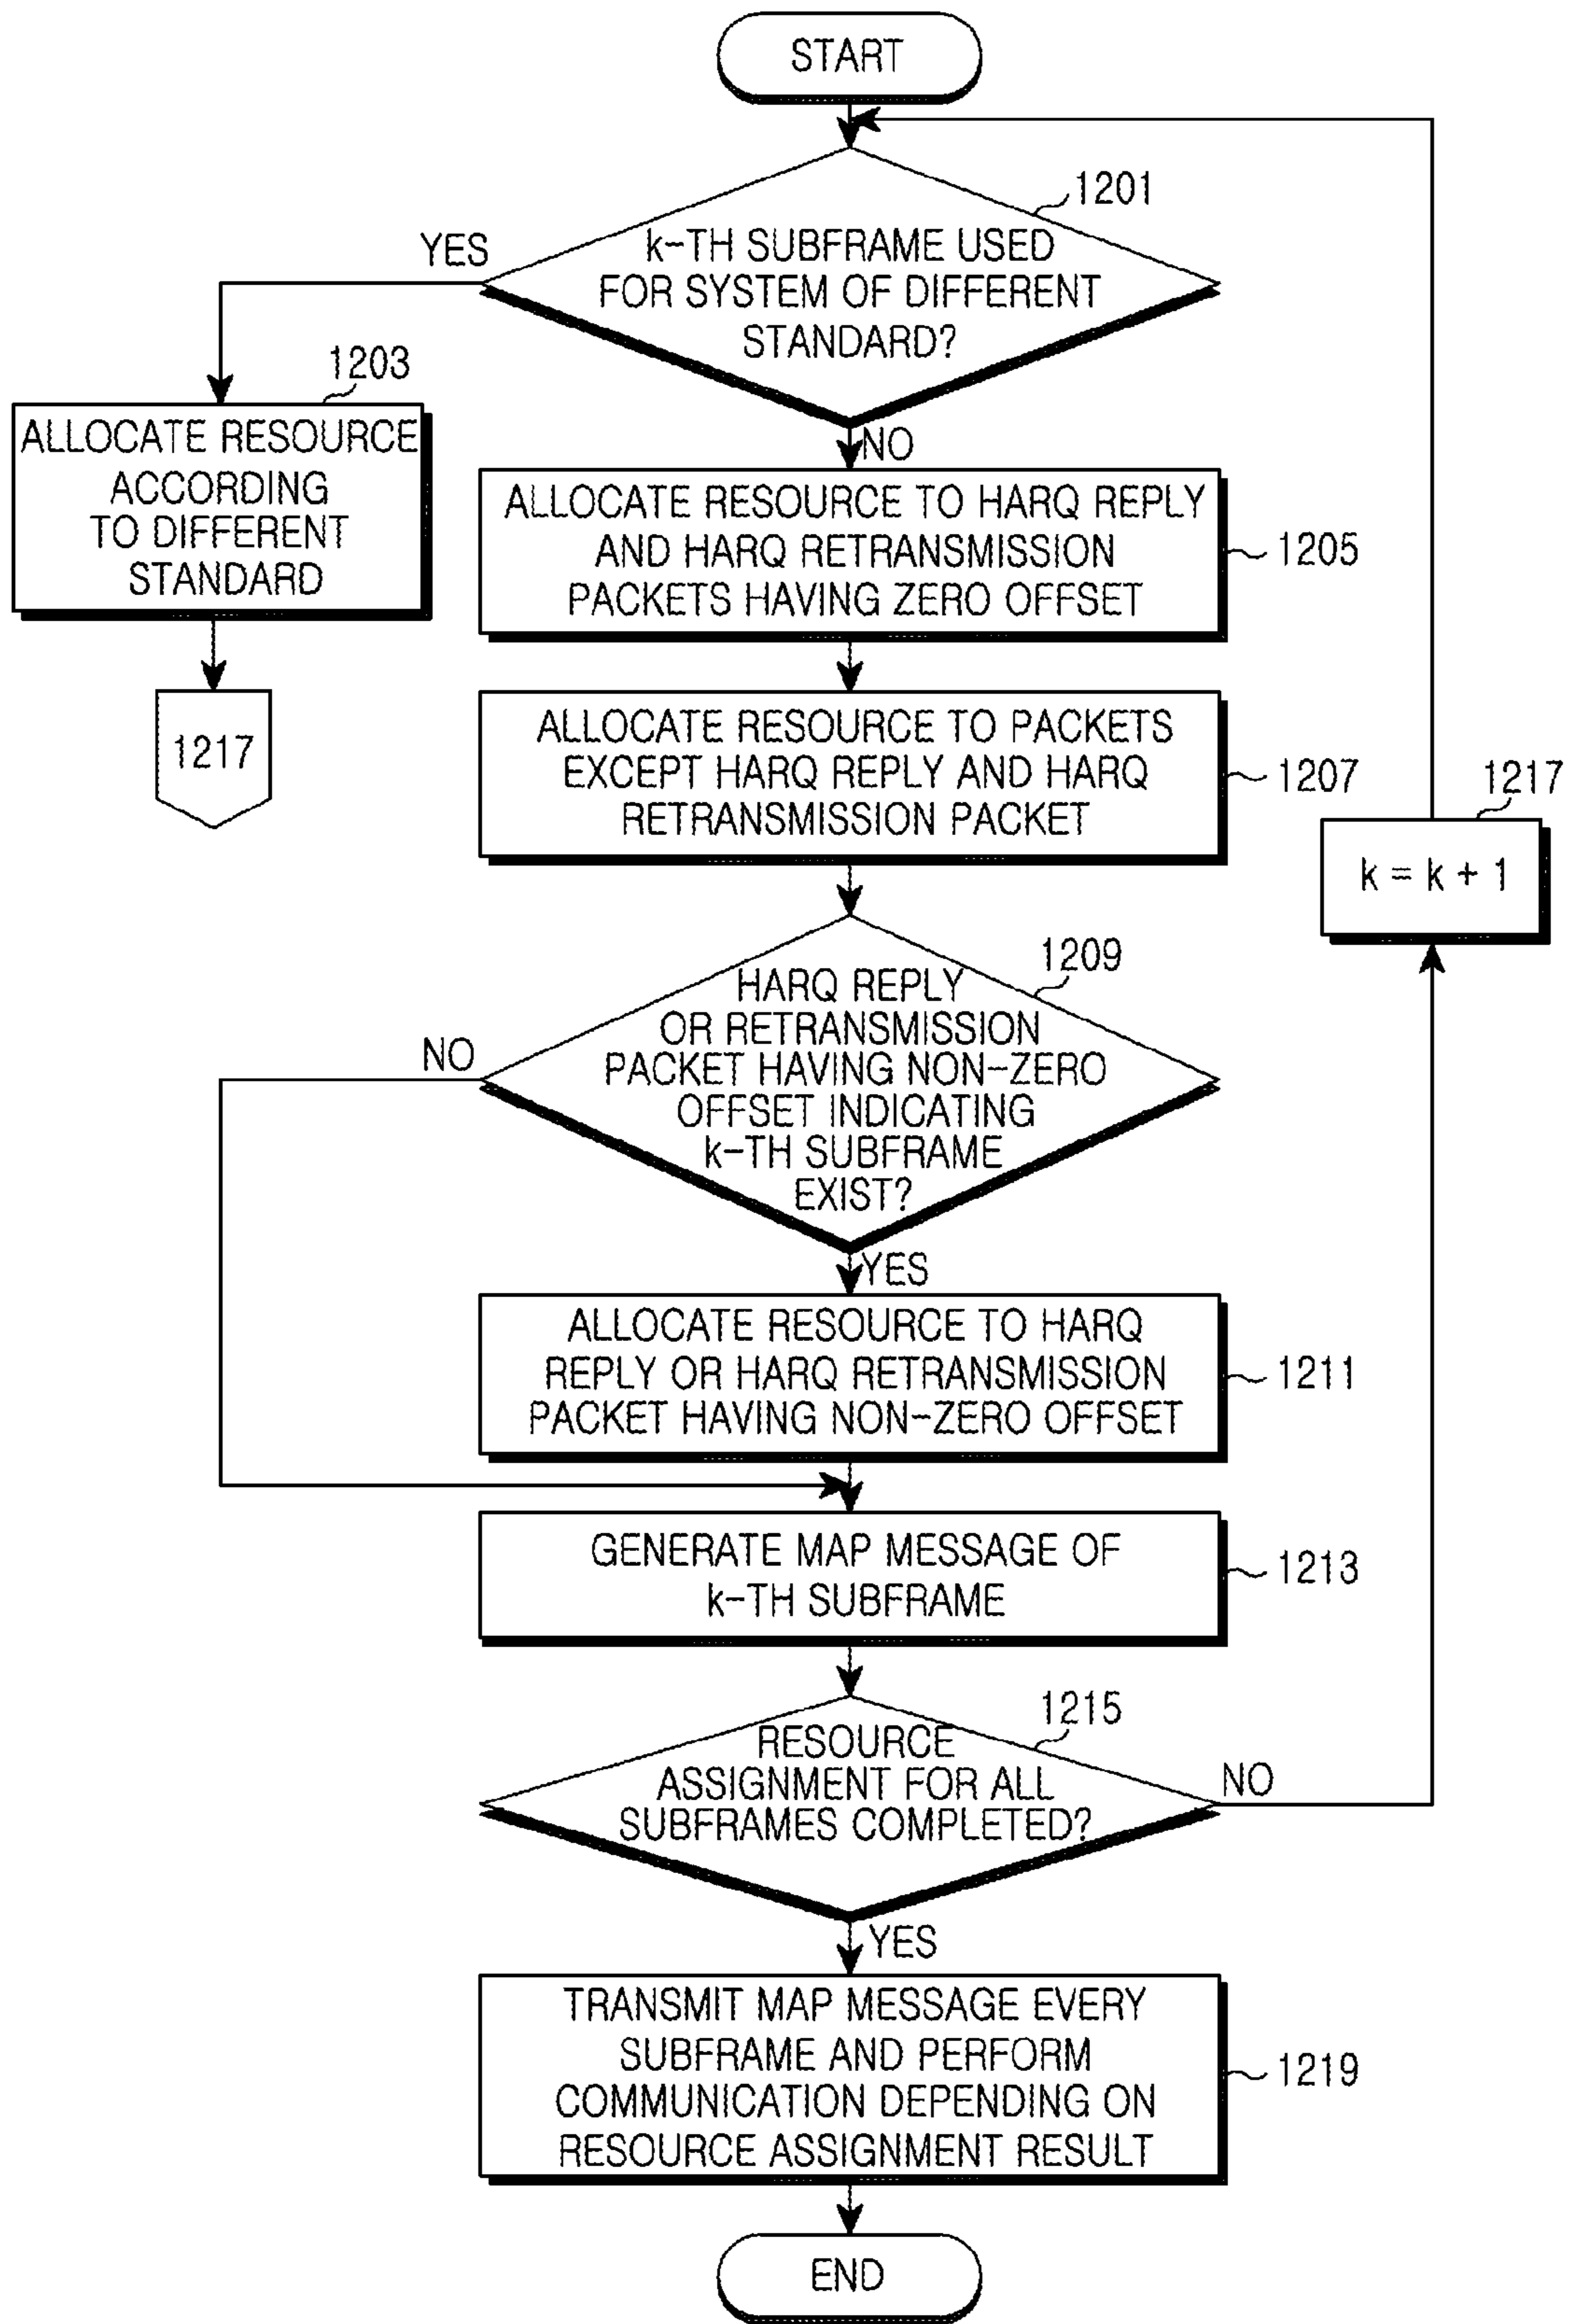 START
1201
k-TH SUBFRAME USED
FOR SYSTEM OF DIFFERENT
STANDARD?
YES
NO
1203
ALLOCATE RESOURCE
ACCORDING
TO DIFFERENT
STANDARD
1217
ALLOCATE RESOURCE TO HARQ REPLY
AND HARQ RETRANSMISSION
PACKETS HAVING ZERO OFFSET
1205
ALLOCATE RESOURCE TO PACKETS
EXCEPT HARQ REPLY AND HARQ
RETRANSMISSION PACKET
1207
1217
k = k + 1
1209
HARQ REPLY
OR RETRANSMISSION
PACKET HAVING NON-ZERO
OFFSET INDICATING
k-TH SUBFRAME
EXIST?
NO
YES
ALLOCATE RESOURCE TO HARQ
REPLY OR HARQ RETRANSMISSION
PACKET HAVING NON-ZERO OFFSET
1211
GENERATE MAP MESSAGE OF
k-TH SUBFRAME
1213
1215
RESOURCE
ASSIGNMENT FOR ALL
SUBFRAMES COMPLETED?
NO
YES
TRANSMIT MAP MESSAGE EVERY
SUBFRAME AND PERFORM
COMMUNICATION DEPENDING ON
RESOURCE ASSIGNMENT RESULT
1219
END